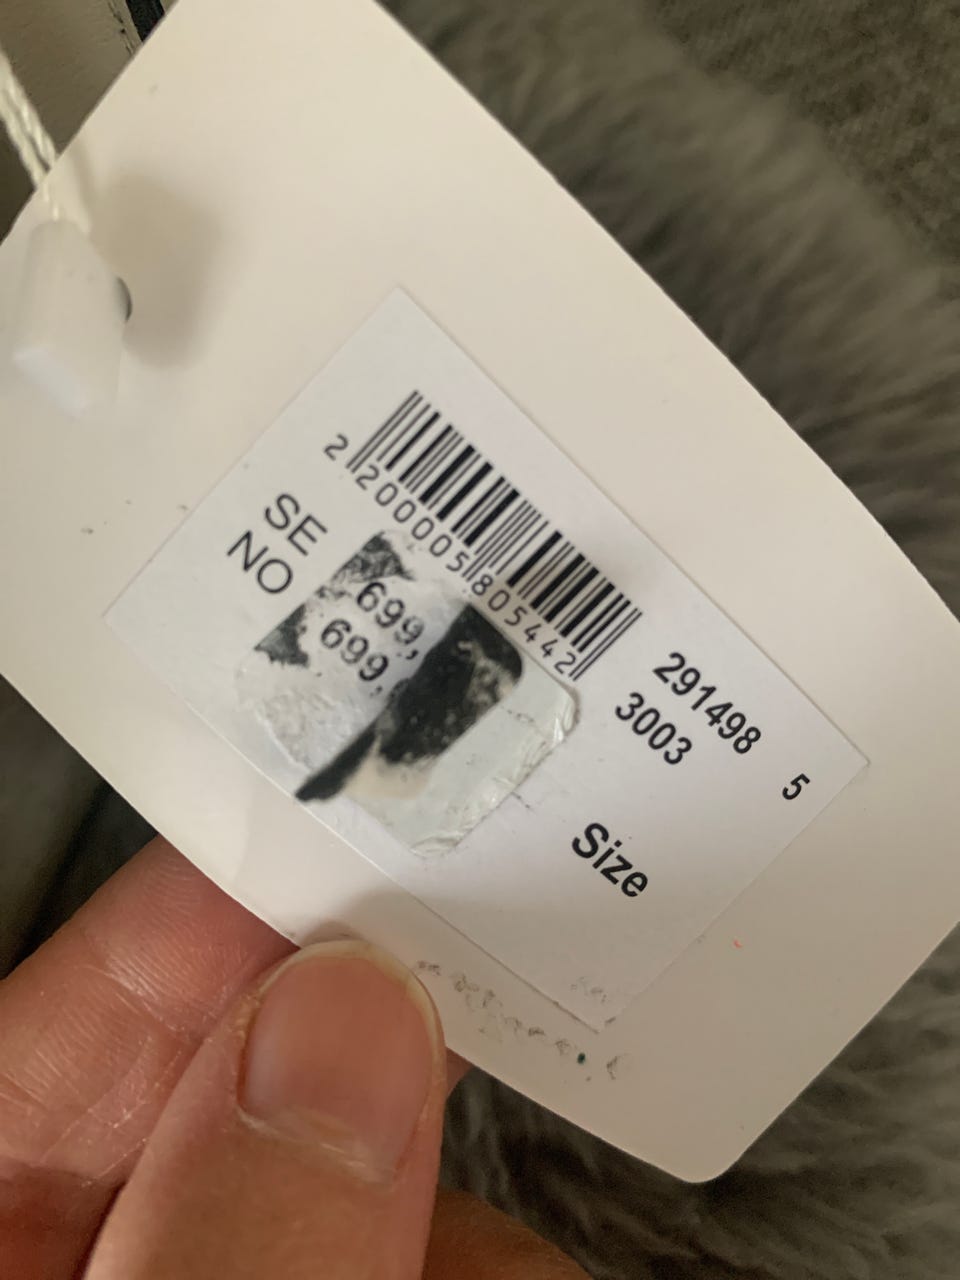 2 200005 805442
SE 699,
NO 699,
291498
3003 5
Size